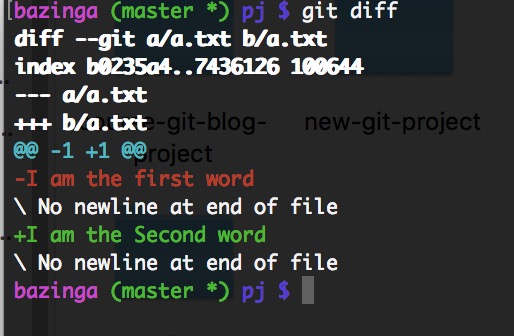 bazinga (master *) pj $ git diff
diff --git a/a.txt b/a.txt
index b0235a4..7436126 100644
--- a/a.txt
+++ b/a.txt
-git-blog- new-git-project
@@ -1 +1 @@
project
-I am the first word
\ No newline at end of file
+I am the Second word
\ No newline at end of file
bazinga (master *) pj $